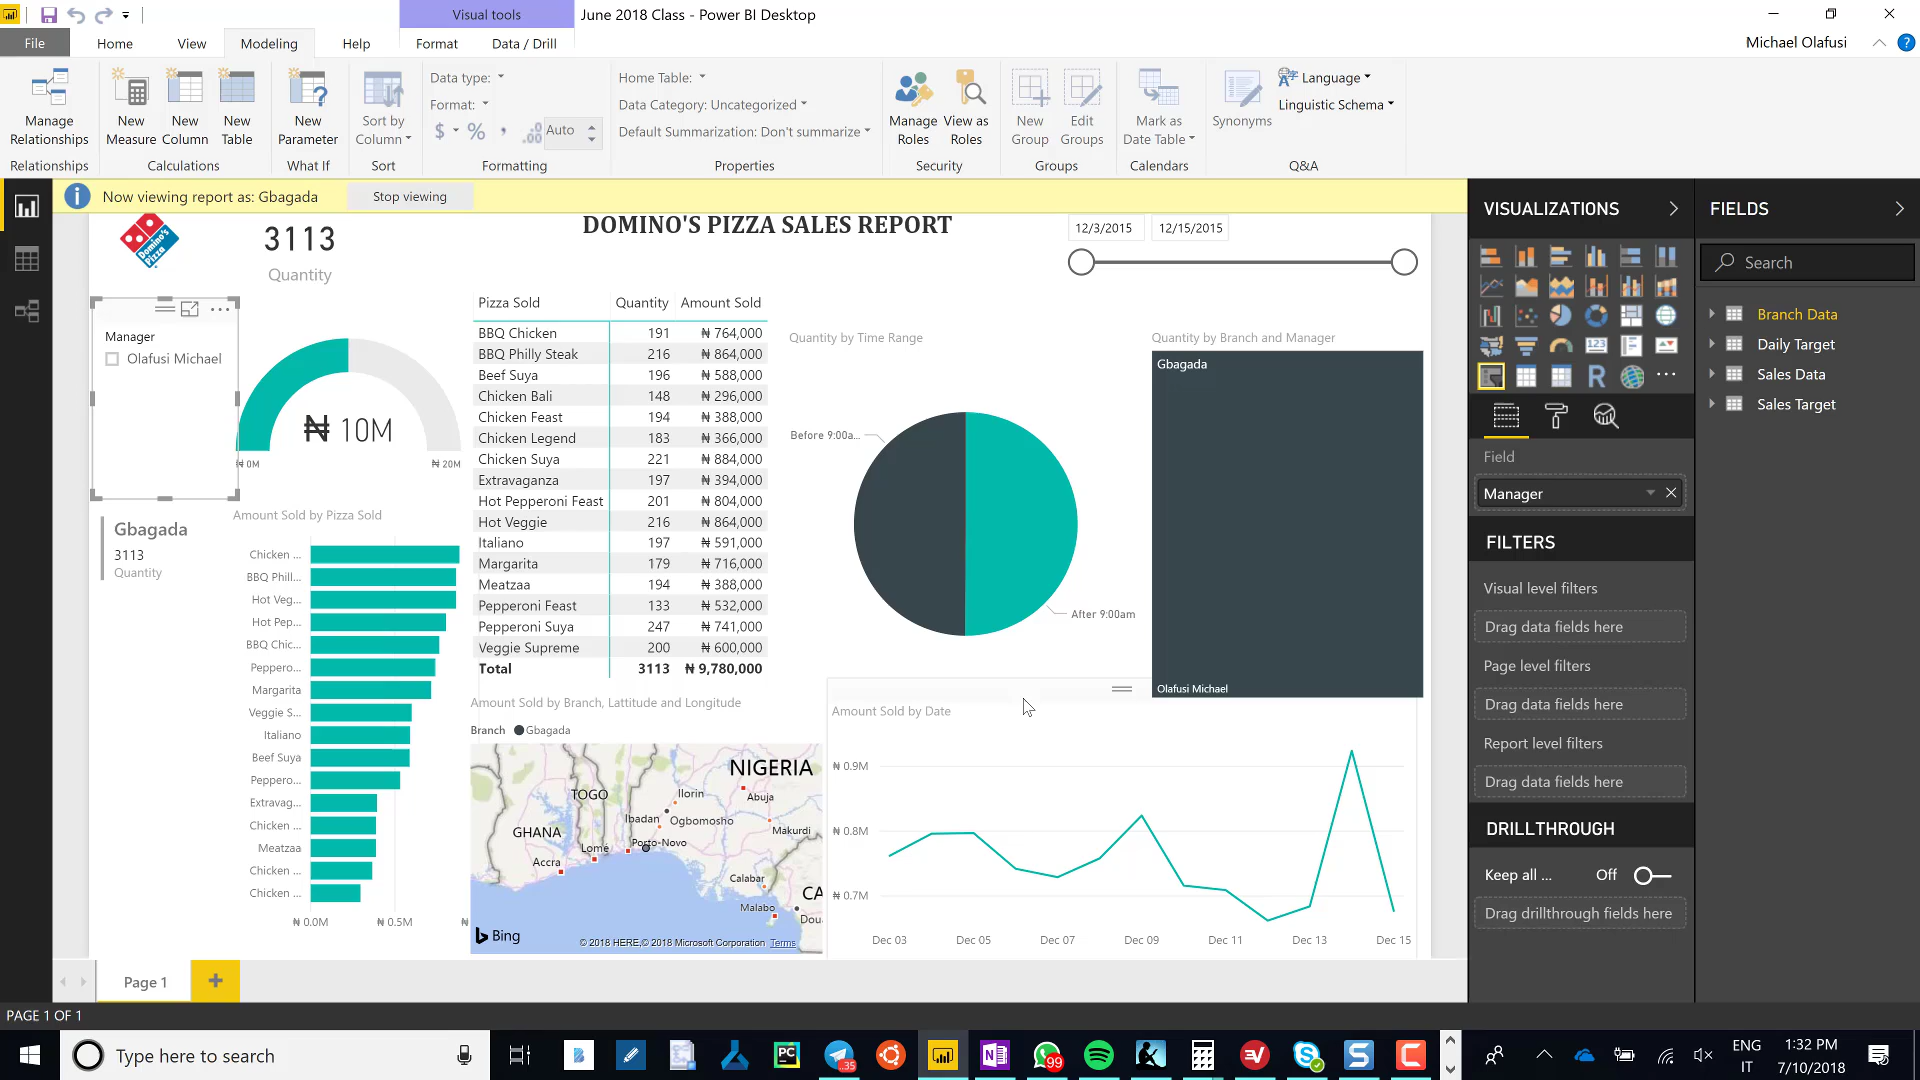 Visual tools
June 2018 Class - Power BI Desktop
File
Home
View
Modeling
Help
Format
Data / Drill
Michael Olafusi
Manage Relationships
New Measure
New Column
New Table
New Parameter
Sort by Column
Data type:
Format:
$ % , .00 Auto
Home Table:
Data Category: Uncategorized
Default Summarization: Don't summarize
Manage Roles
View as Roles
New Group
Edit Groups
Mark as Date Table
Synonyms
Language
Linguistic Schema
Relationships
Calculations
What If
Sort
Formatting
Properties
Security
Groups
Calendars
Q&A
Now viewing report as: Gbagada
Stop viewing
Domino's Pizza
3113
Quantity
DOMINO'S PIZZA SALES REPORT
12/3/2015
12/15/2015
Manager
Olafusi Michael
₦ 10M
₦ 0M
₦ 20M
Gbagada
3113
Quantity
Pizza Sold Quantity Amount Sold
BBQ Chicken 191 ₦ 764,000
BBQ Philly Steak 216 ₦ 864,000
Beef Suya 196 ₦ 588,000
Chicken Bali 148 ₦ 296,000
Chicken Feast 194 ₦ 388,000
Chicken Legend 183 ₦ 366,000
Chicken Suya 221 ₦ 884,000
Extravaganza 197 ₦ 394,000
Hot Pepperoni Feast 201 ₦ 804,000
Hot Veggie 216 ₦ 864,000
Italiano 197 ₦ 591,000
Margarita 179 ₦ 716,000
Meatzaa 194 ₦ 388,000
Pepperoni Feast 133 ₦ 532,000
Pepperoni Suya 247 ₦ 741,000
Veggie Supreme 200 ₦ 600,000
Total 3113 ₦ 9,780,000
Quantity by Time Range
Before 9:00a...
After 9:00am
Quantity by Branch and Manager
Gbagada
Olafusi Michael
Amount Sold by Pizza Sold
Chicken ...
BBQ Phill...
Hot Veg...
Hot Pep...
BBQ Chic...
Peppero...
Margarita
Veggie S...
Italiano
Beef Suya
Peppero...
Extravag...
Chicken ...
Meatzaa
Chicken ...
Chicken ...
₦ 0.0M
₦ 0.5M
₦
Amount Sold by Branch, Lattitude and Longitude
Branch Gbagada
NIGERIA
TOGO
GHANA
Ilorin
Abuja
Ibadan
Ogbomosho
Makurdi
Porto-Novo
Lomé
Accra
Calabar
CA
Malabo
Dou
Bing
© 2018 HERE,© 2018 Microsoft Corporation Terms
Amount Sold by Date
₦ 0.9M
₦ 0.8M
₦ 0.7M
Dec 03
Dec 05
Dec 07
Dec 09
Dec 11
Dec 13
Dec 15
VISUALIZATIONS
R
123
Field
Manager
FILTERS
Visual level filters
Drag data fields here
Page level filters
Drag data fields here
Report level filters
Drag data fields here
DRILLTHROUGH
Keep all ... Off
Drag drillthrough fields here
FIELDS
Search
Branch Data
Daily Target
Sales Data
Sales Target
Page 1
PAGE 1 OF 1
Type here to search
PC
35
99
ENG
IT
1:32 PM
7/10/2018